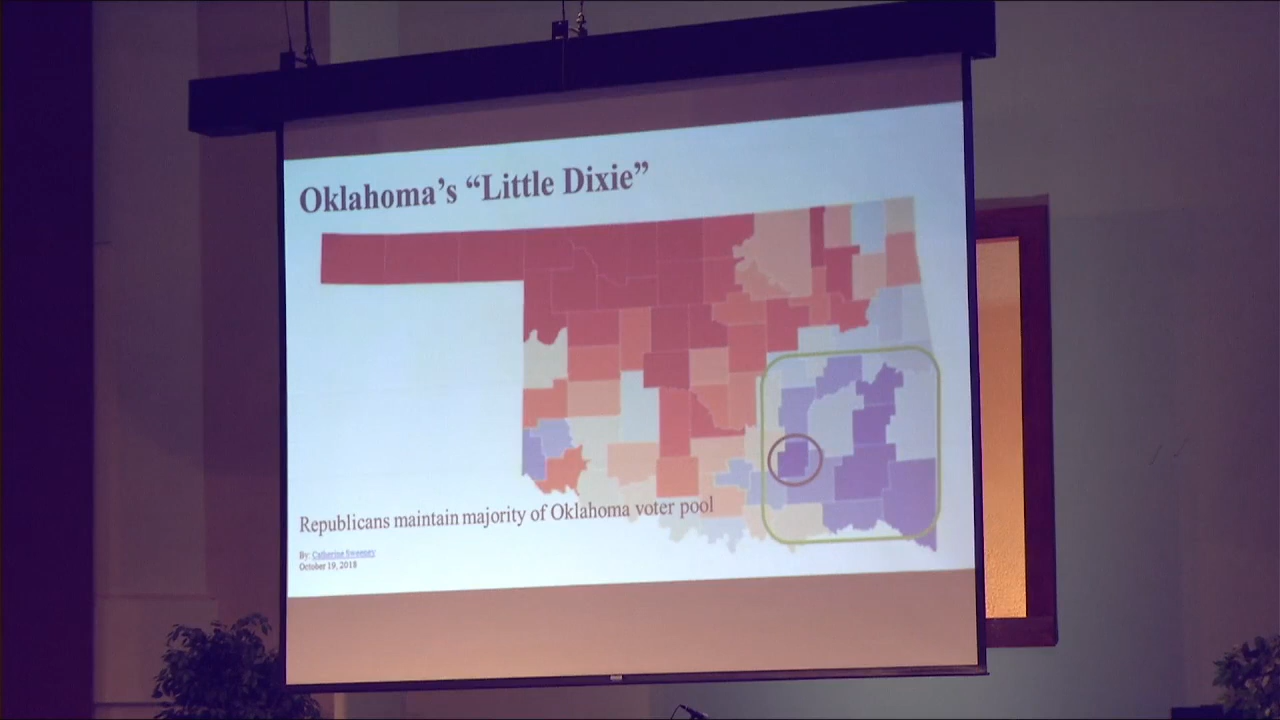 Oklahoma’s “Little Dixie”
Republicans maintain majority of Oklahoma voter pool
By: Catherine Sweeney
October 19, 2018